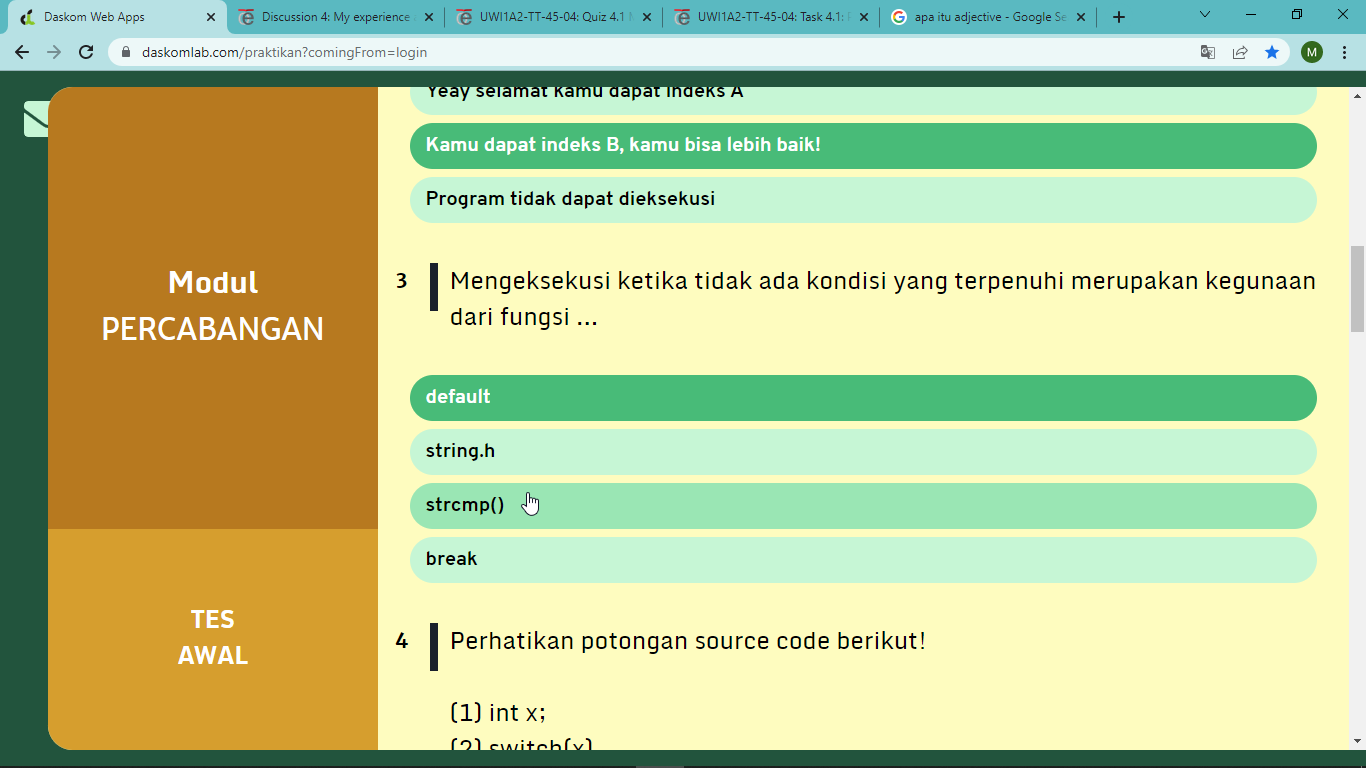 Daskom Web Apps
Discussion 4: My experience
UWI1A2-TT-45-04: Quiz 4.1
UWI1A2-TT-45-04: Task 4.1:
apa itu adjective - Google Se
daskomlab.com/praktikan?comingFrom=login
M
Yeay selamat kamu dapat indeks A
Kamu dapat indeks B, kamu bisa lebih baik!
Program tidak dapat dieksekusi
Modul
PERCABANGAN
3 Mengeksekusi ketika tidak ada kondisi yang terpenuhi merupakan kegunaan
dari fungsi ...
default
string.h
strcmp()
break
TES
AWAL
4 Perhatikan potongan source code berikut!
(1) int x;
(2) switch(x)